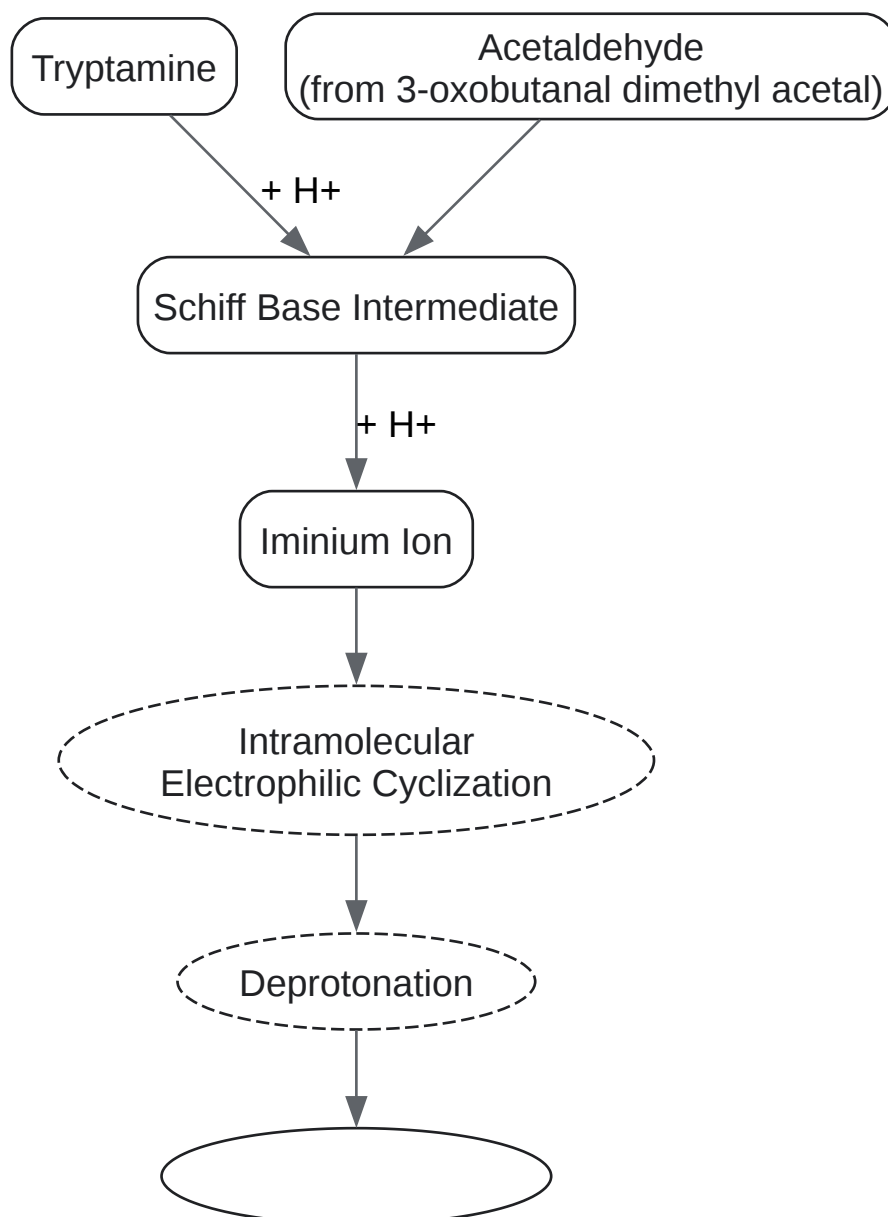 Tryptamine
Acetaldehyde
(from 3-oxobutanal dimethyl acetal)
+ H+
Schiff Base Intermediate
+ H+
Iminium Ion
Intramolecular
Electrophilic Cyclization
Deprotonation